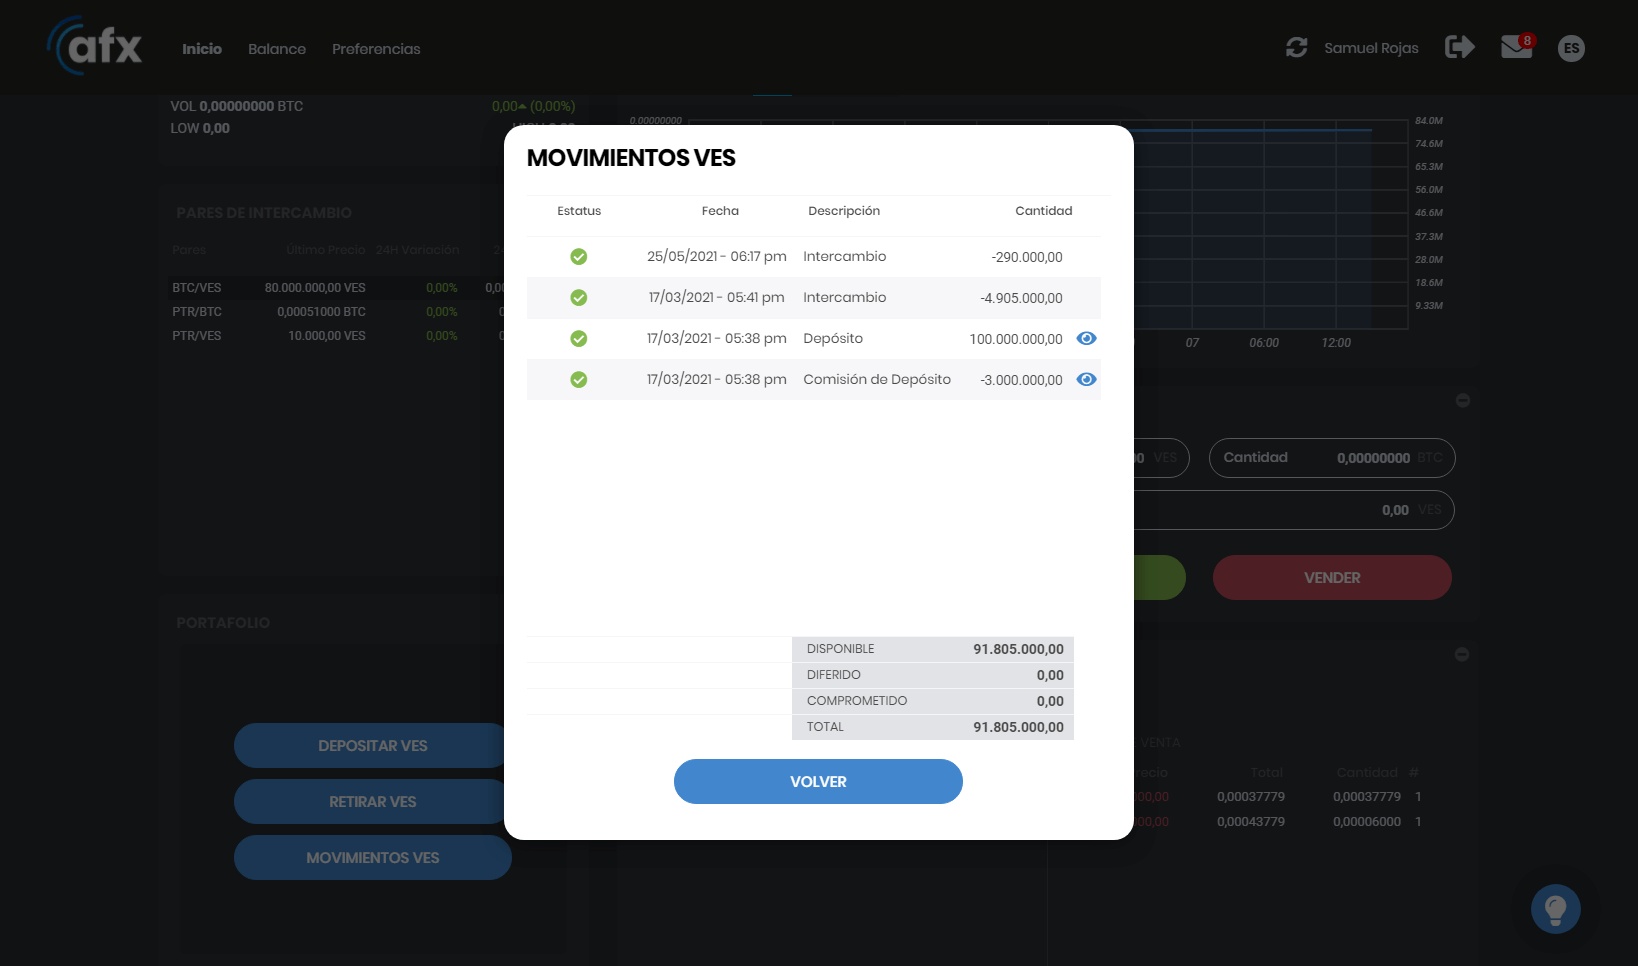 afx
Inicio
Balance
Preferencias
Samuel Rojas
8
ES
VOL 0,00000000 BTC
0,00 (0,00%)
LOW 0,00
0.00000000
84.0M
74.6M
65.3M
56.0M
46.6M
37.3M
28.0M
18.6M
9.33M
07
06:00
12:00
PARES DE INTERCAMBIO
Pares
Último Precio
24H Variación
BTC/VES
80.000.000,00 VES
0,00%
PTR/BTC
0,00051000 BTC
0,00%
PTR/VES
10.000,00 VES
0,00%
MOVIMIENTOS VES
Estatus
Fecha
Descripción
Cantidad
25/05/2021 - 06:17 pm
Intercambio
-290.000,00
17/03/2021 - 05:41 pm
Intercambio
-4.905.000,00
17/03/2021 - 05:38 pm
Depósito
100.000.000,00
17/03/2021 - 05:38 pm
Comisión de Depósito
-3.000.000,00
DISPONIBLE
91.805.000,00
DIFERIDO
0,00
COMPROMETIDO
0,00
TOTAL
91.805.000,00
VOLVER
VES
Cantidad
0,00000000 BTC
0,00 VES
VENDER
PORTAFOLIO
DEPOSITAR VES
RETIRAR VES
MOVIMIENTOS VES
VENTA
Total
Cantidad
#
0,00037779
0,00037779
1
0,00043779
0,00006000
1